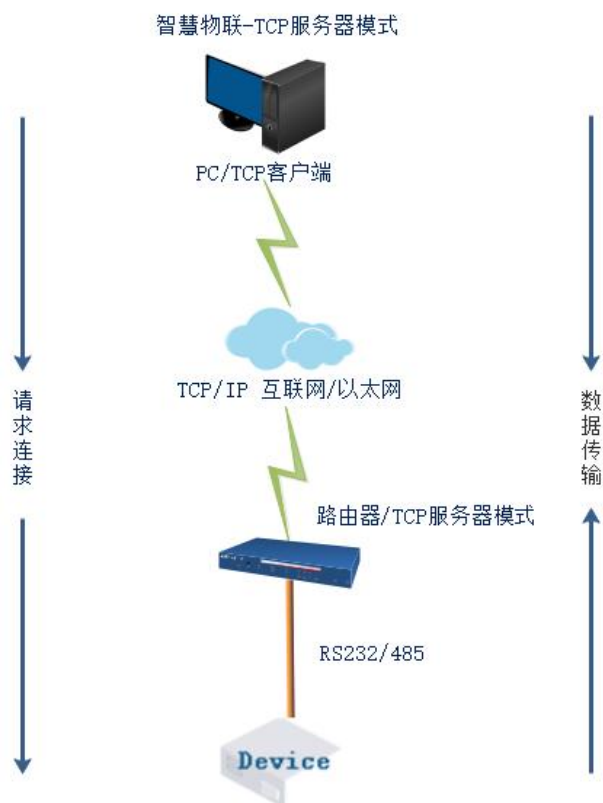 智慧物联-TCP服务器模式
PC/TCP客户端
TCP/IP 互联网/以太网
请求连接
数据传输
路由器/TCP服务器模式
RS232/485
Device